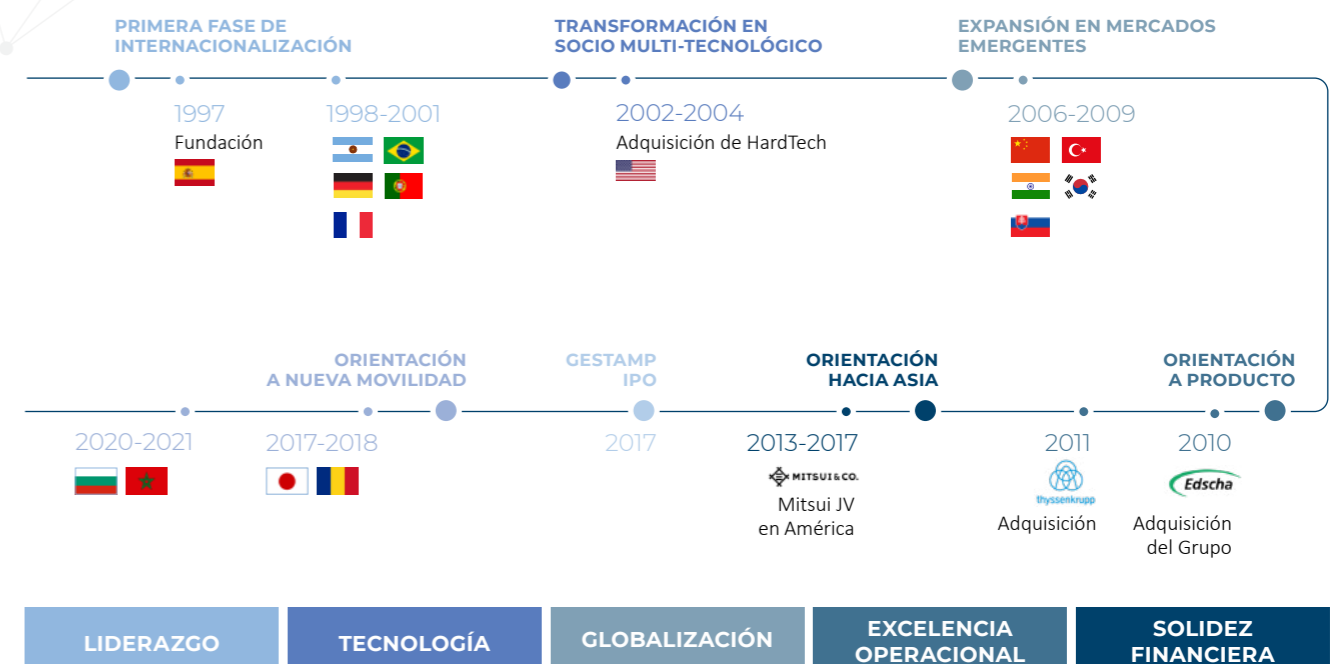 PRIMERA FASE DE
INTERNACIONALIZACIÓN
TRANSFORMACIÓN EN
SOCIO MULTI-TECNOLÓGICO
EXPANSIÓN EN MERCADOS
EMERGENTES
1997
Fundación
1998-2001
2002-2004
Adquisición de HardTech
2006-2009
ORIENTACIÓN
A NUEVA MOVILIDAD
GESTAMP
IPO
ORIENTACIÓN
HACIA ASIA
ORIENTACIÓN
A PRODUCTO
2020-2021
2017-2018
2017
2013-2017
MITSUI & CO.
Mitsui JV
en América
2011
thyssenkrupp
Adquisición
2010
Edscha
Adquisición
del Grupo
LIDERAZGO
TECNOLOGÍA
GLOBALIZACIÓN
EXCELENCIA
OPERACIONAL
SOLIDEZ
FINANCIERA